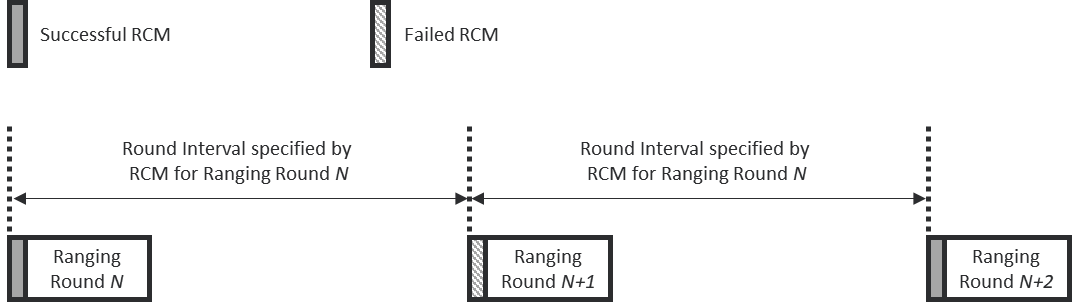 Successful RCM
Failed RCM
Round Interval specified by
RCM for Ranging Round N
Round Interval specified by
RCM for Ranging Round N
Ranging
Round N
Ranging
Round N+1
Ranging
Round N+2